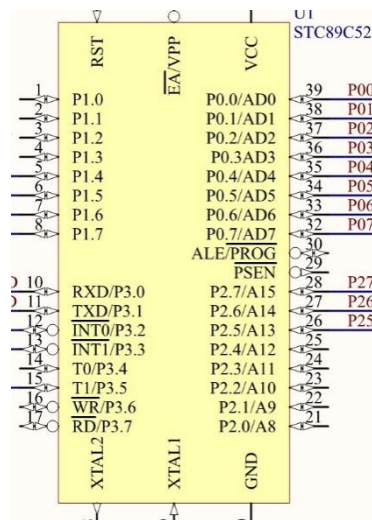 U1
STC89C52
RST
EA/VPP
VCC
1 P1.0 P0.0/AD0 39 P00
2 P1.1 P0.1/AD1 38 P01
3 P1.2 P0.2/AD2 37 P02
4 P1.3 P0.3AD3 36 P03
5 P1.4 P0.4/AD4 35 P04
6 P1.5 P0.5/AD5 34 P05
7 P1.6 P0.6/AD6 33 P06
8 P1.7 P0.7/AD7 32 P07
ALE/PROG 30
PSEN 29
10 RXD/P3.0 P2.7/A15 28 P27
11 TXD/P3.1 P2.6/A14 27 P26
12 INT0/P3.2 P2.5/A13 26 P25
13 INT1/P3.3 P2.4/A12 25
14 T0/P3.4 P2.3/A11 24
15 T1/P3.5 P2.2/A10 23
16 WR/P3.6 P2.1/A9 22
17 RD/P3.7 P2.0/A8 21
XTAL2
XTAL1
GND